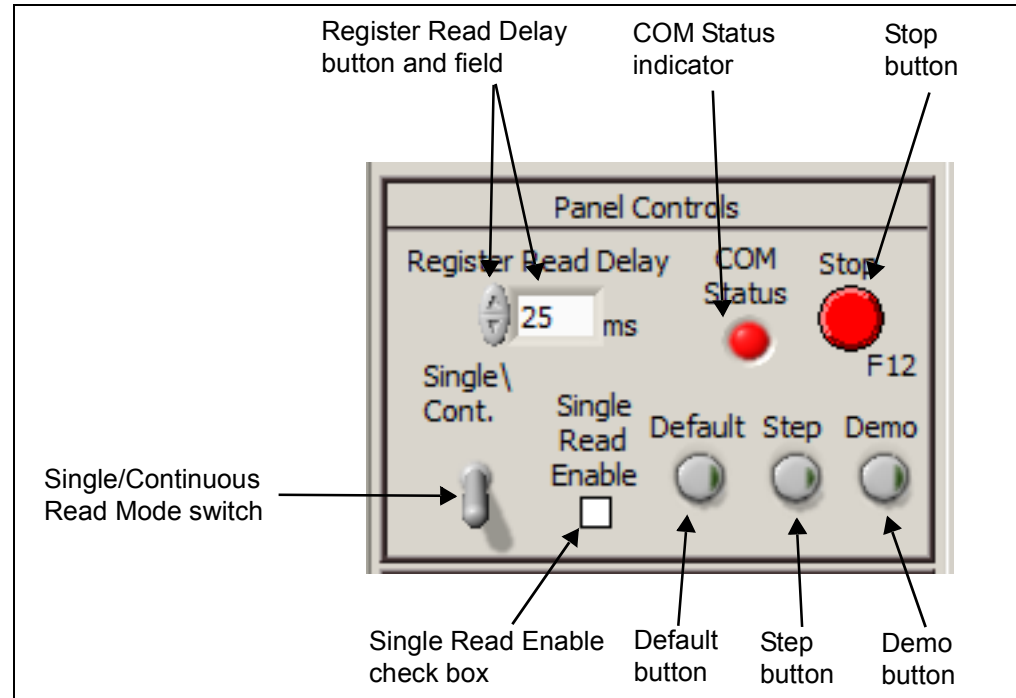 Register Read Delay
button and field
COM Status
indicator
Stop
button
Panel Controls
Register Read Delay
25
ms
COM
Status
Stop
F12
Single\
Cont.
Single
Read
Enable
Default
Step
Demo
Single/Continuous
Read Mode switch
Single Read Enable
check box
Default
button
Step
button
Demo
button